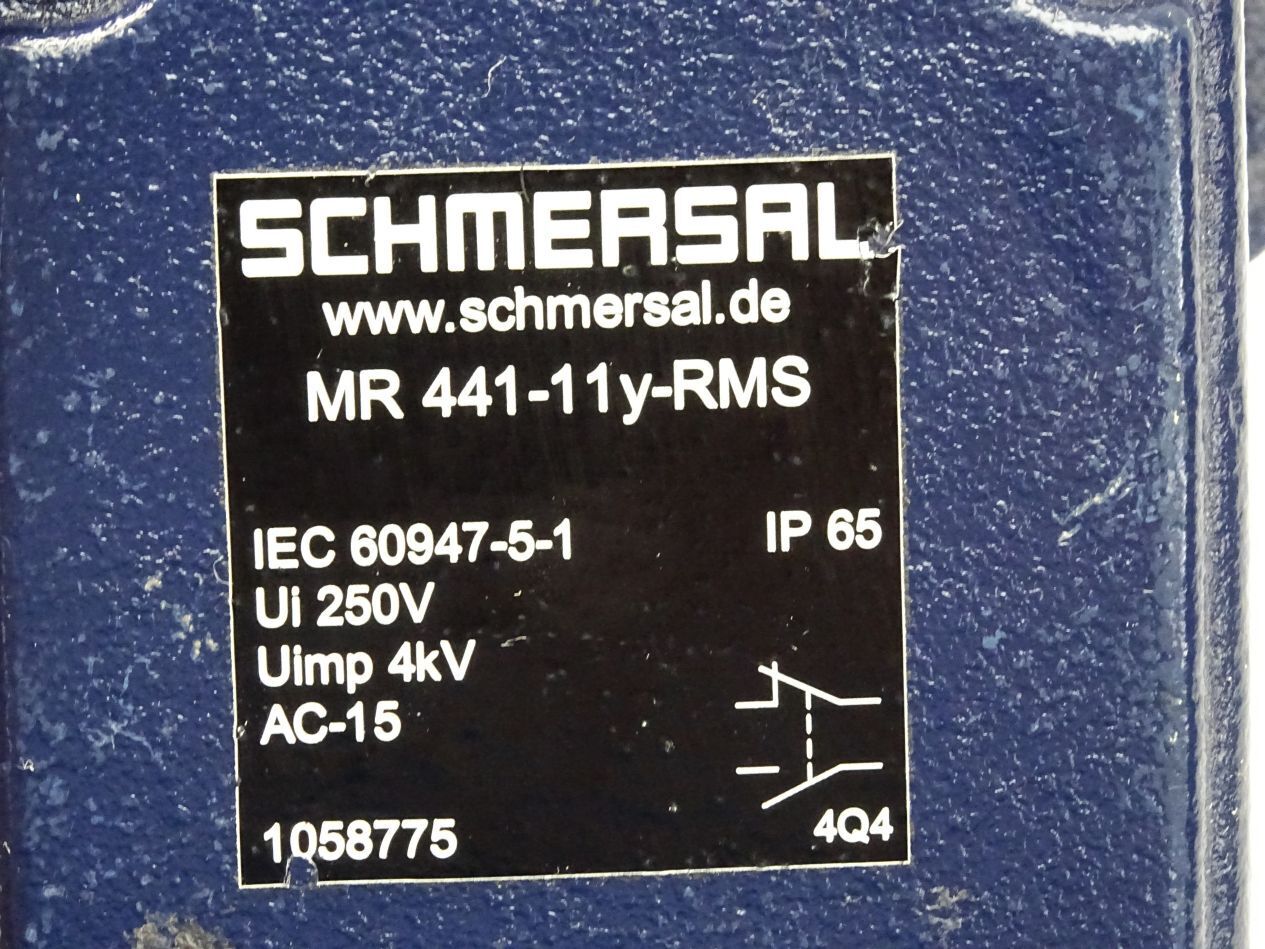 SCHMERSAL
www.schmersal.de
MR 441-11y-RMS
IEC 60947-5-1 IP 65
Ui 250V
Uimp 4kV
AC-15
1058775 4Q4